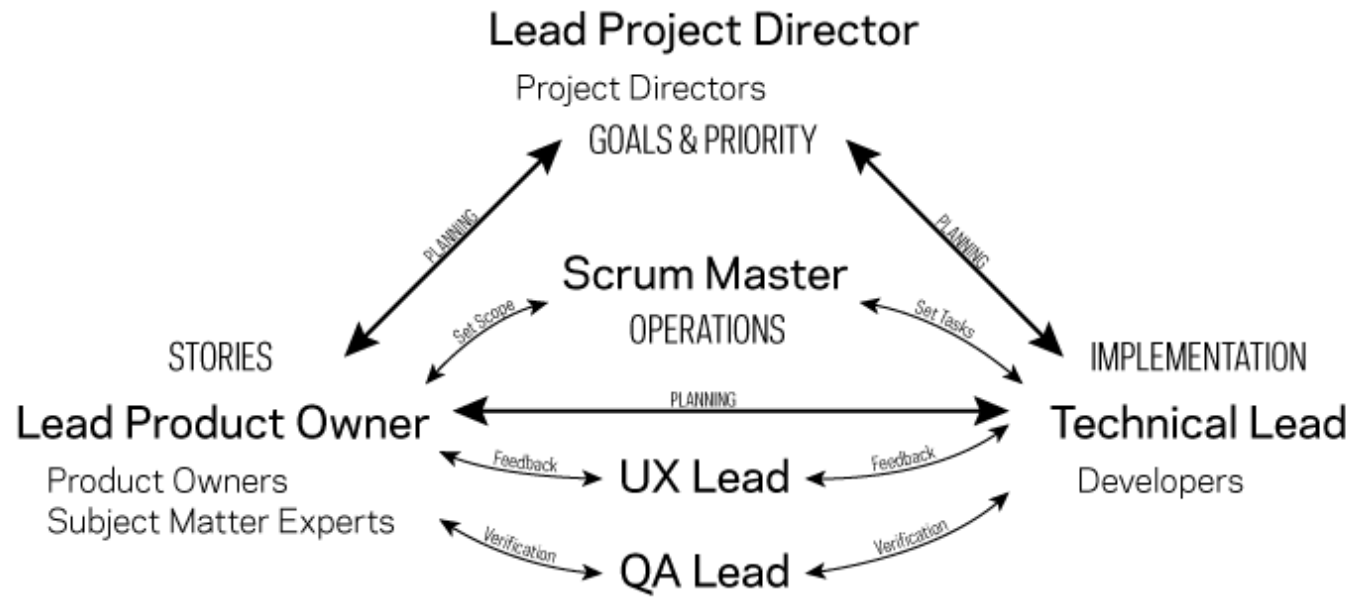 Lead Project Director
Project Directors
GOALS & PRIORITY
PLANNING
PLANNING
Scrum Master
OPERATIONS
Set Scope
Set Tasks
STORIES
IMPLEMENTATION
PLANNING
Lead Product Owner
Technical Lead
Product Owners
Subject Matter Experts
Developers
Feedback
UX Lead
Feedback
Verification
QA Lead
Verification